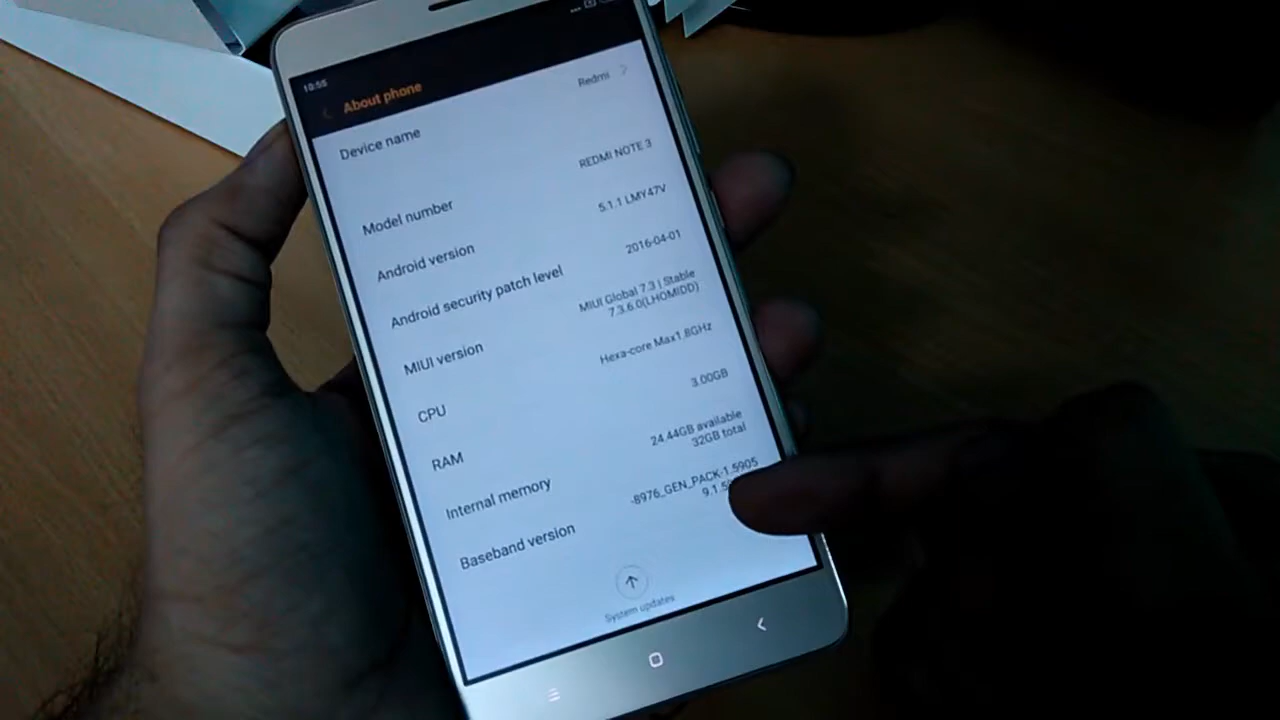 10:55
About phone
Device name
Redmi
Model number
REDMI NOTE 3
Android version
5.1.1 LMY47V
Android security patch level
2016-04-01
MIUI version
MIUI Global 7.3 | Stable
7.3.6.0(LHOMIDD)
CPU
Hexa-core Max1.8GHz
RAM
3.00GB
Internal memory
24.44GB available
32GB total
Baseband version
-8976_GEN_PACK-1.5905
System updates